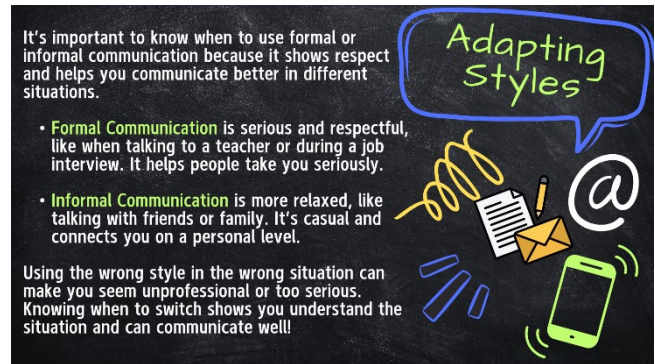 Adapting
Styles
It's important to know when to use formal or
informal communication because it shows respect
and helps you communicate better in different
situations.
• Formal Communication is serious and respectful,
like when talking to a teacher or during a job
interview. It helps people take you seriously.
• Informal Communication is more relaxed, like
talking with friends or family. It's casual and
connects you on a personal level.
Using the wrong style in the wrong situation can
make you seem unprofessional or too serious.
Knowing when to switch shows you understand the
situation and can communicate well!
@